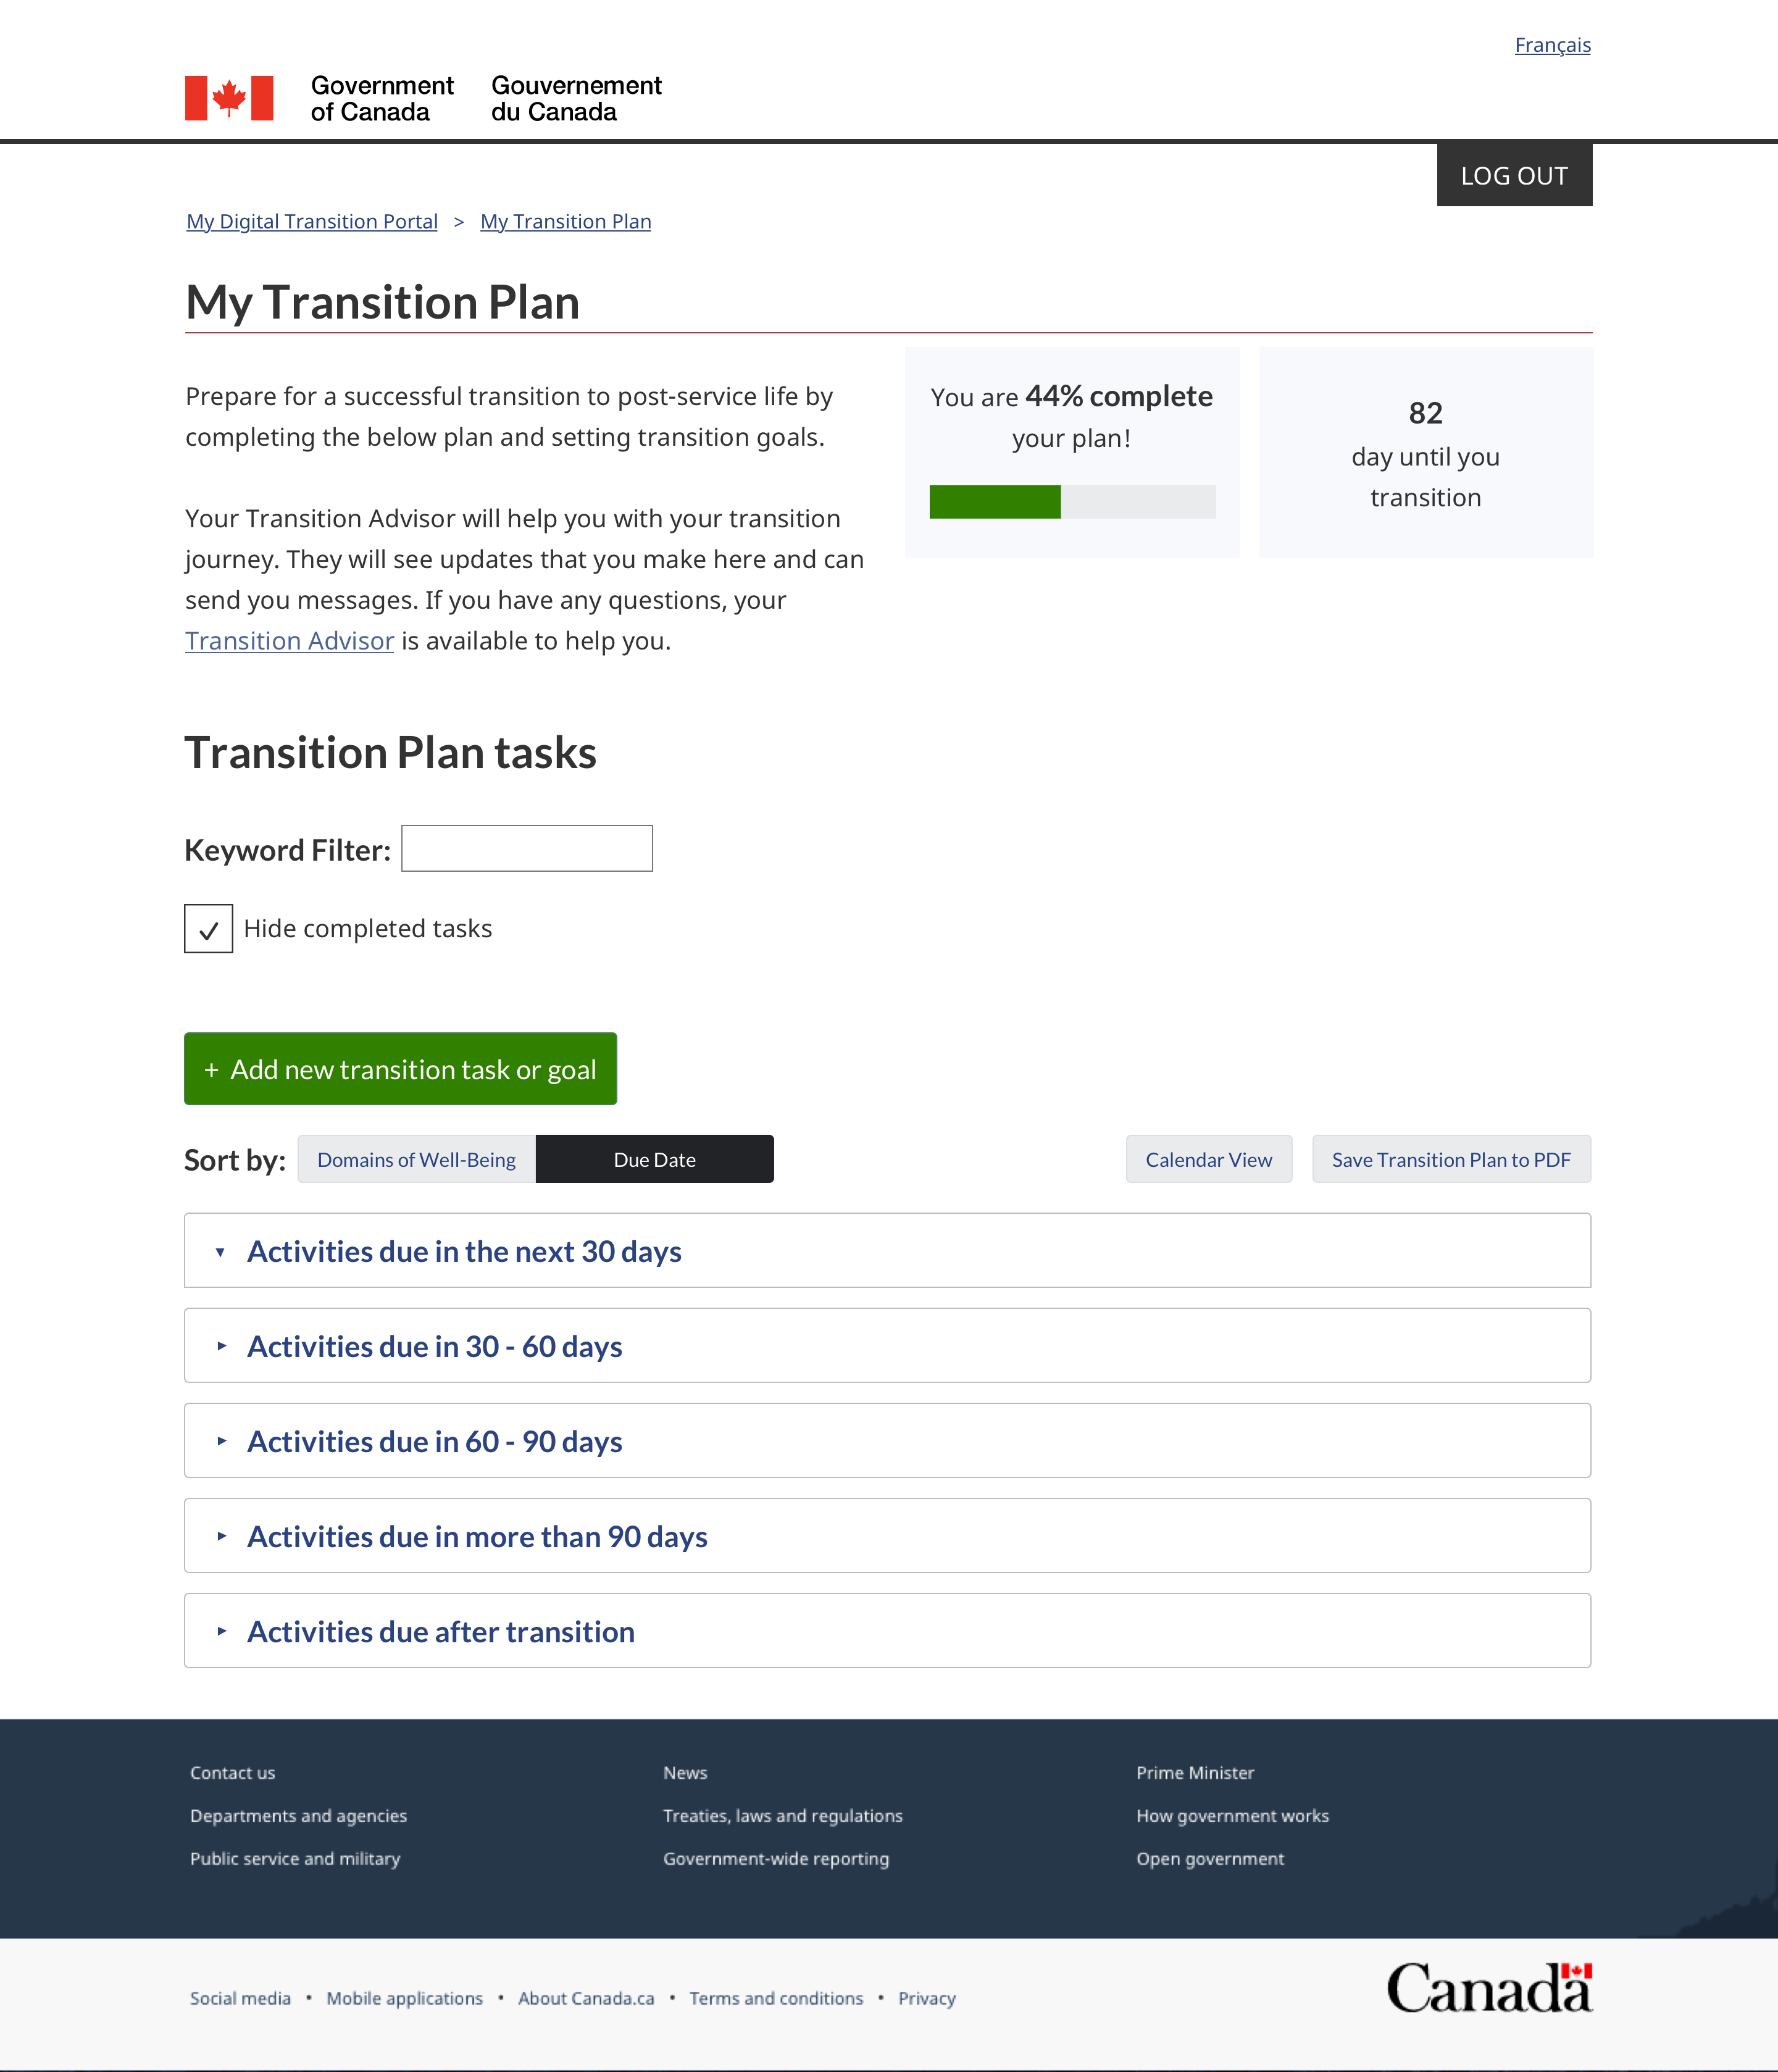 Français
Government of Canada
Gouvernement du Canada
LOG OUT
My Digital Transition Portal > My Transition Plan
My Transition Plan
Prepare for a successful transition to post-service life by
completing the below plan and setting transition goals.
Your Transition Advisor will help you with your transition
journey. They will see updates that you make here and can
send you messages. If you have any questions, your
Transition Advisor is available to help you.
You are 44% complete
your plan!
82
day until you
transition
Transition Plan tasks
Keyword Filter:
Hide completed tasks
+ Add new transition task or goal
Sort by: Domains of Well-Being Due Date Calendar View Save Transition Plan to PDF
Activities due in the next 30 days
Activities due in 30 - 60 days
Activities due in 60 - 90 days
Activities due in more than 90 days
Activities due after transition
Contact us
Departments and agencies
Public service and military
News
Treaties, laws and regulations
Government-wide reporting
Prime Minister
How government works
Open government
Social media • Mobile applications • About Canada.ca • Terms and conditions • Privacy
Canada